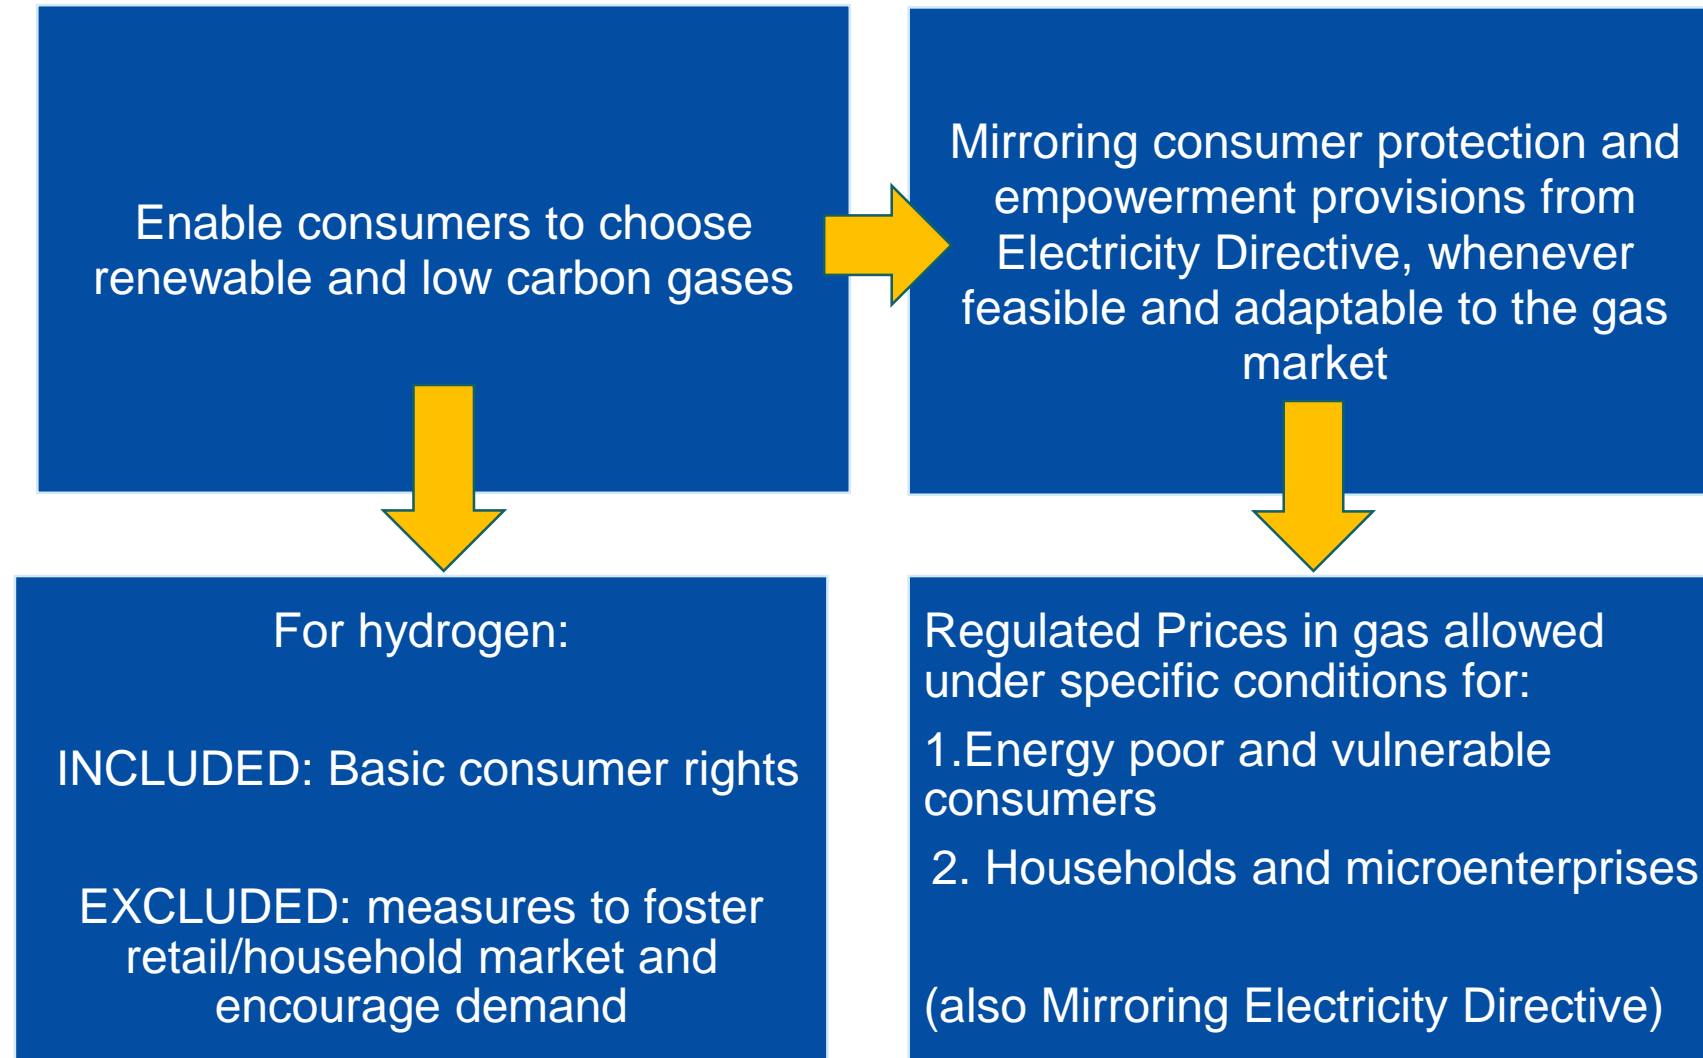 Enable consumers to choose
renewable and low carbon gases
Mirroring consumer protection and
empowerment provisions from
Electricity Directive, whenever
feasible and adaptable to the gas
market
For hydrogen:
INCLUDED: Basic consumer rights
EXCLUDED: measures to foster
retail/household market and
encourage demand
Regulated Prices in gas allowed
under specific conditions for:
1.Energy poor and vulnerable
consumers
2. Households and microenterprises
(also Mirroring Electricity Directive)